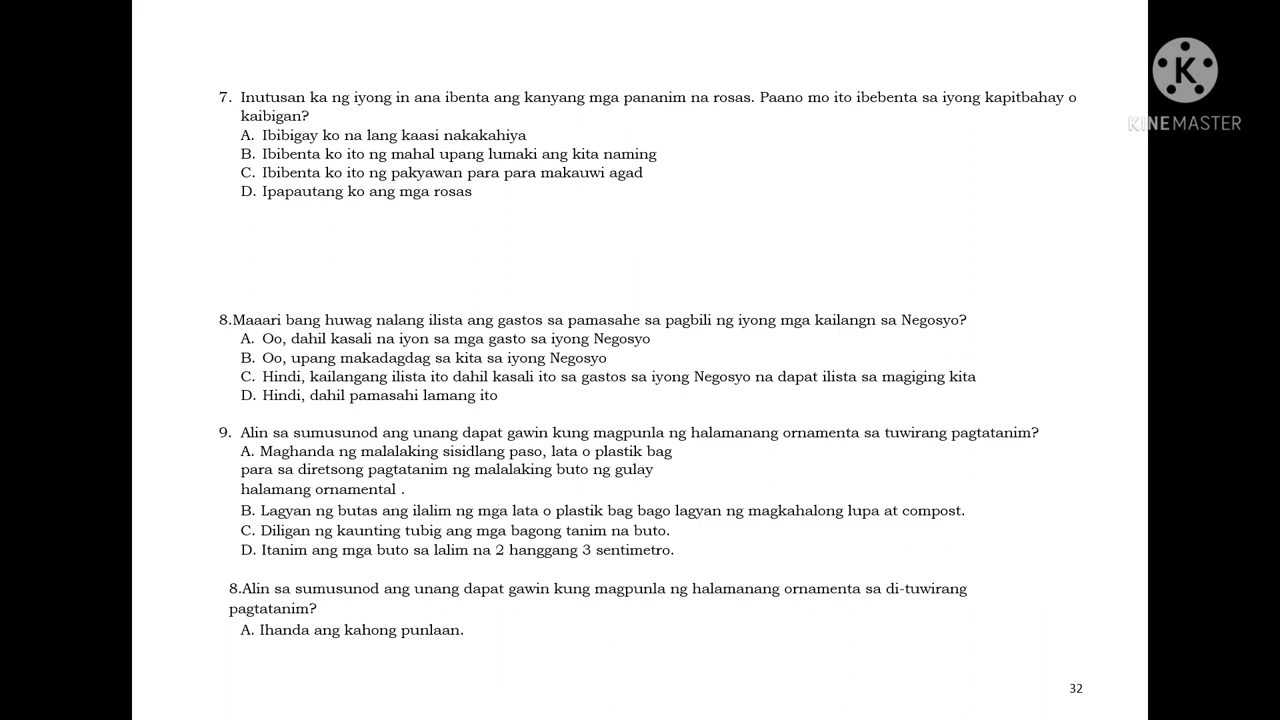 7. Inutusan ka ng iyong in ana ibenta ang kanyang mga pananim na rosas. Paano mo ito ibebenta sa iyong kapitbahay o
kaibigan?
A. Ibibigay ko na lang kaasi nakakahiya
B. Ibibenta ko ito ng mahal upang lumaki ang kita naming
C. Ibibenta ko ito ng pakyawan para para makauwi agad
D. Ipapautang ko ang mga rosas
8.Maaari bang huwag nalang ilista ang gastos sa pamasahe sa pagbili ng iyong mga kailangn sa Negosyo?
A. Oo, dahil kasali na iyon sa mga gasto sa iyong Negosyo
B. Oo, upang makadagdag sa kita sa iyong Negosyo
C. Hindi, kailangang ilista ito dahil kasali ito sa gastos sa iyong Negosyo na dapat ilista sa magiging kita
D. Hindi, dahil pamasahi lamang ito
9. Alin sa sumusunod ang unang dapat gawin kung magpunla ng halamanang ornamenta sa tuwirang pagtatanim?
A. Maghanda ng malalaking sisidlang paso, lata o plastik bag
para sa diretsong pagtatanim ng malalaking buto ng gulay
halamang ornamental .
B. Lagyan ng butas ang ilalim ng mga lata o plastik bag bago lagyan ng magkahalong lupa at compost.
C. Diligan ng kaunting tubig ang mga bagong tanim na buto.
D. Itanim ang mga buto sa lalim na 2 hanggang 3 sentimetro.
8.Alin sa sumusunod ang unang dapat gawin kung magpunla ng halamanang ornamenta sa di-tuwirang
pagtatanim?
A. Ihanda ang kahong punlaan.
32
K
KINEMASTER